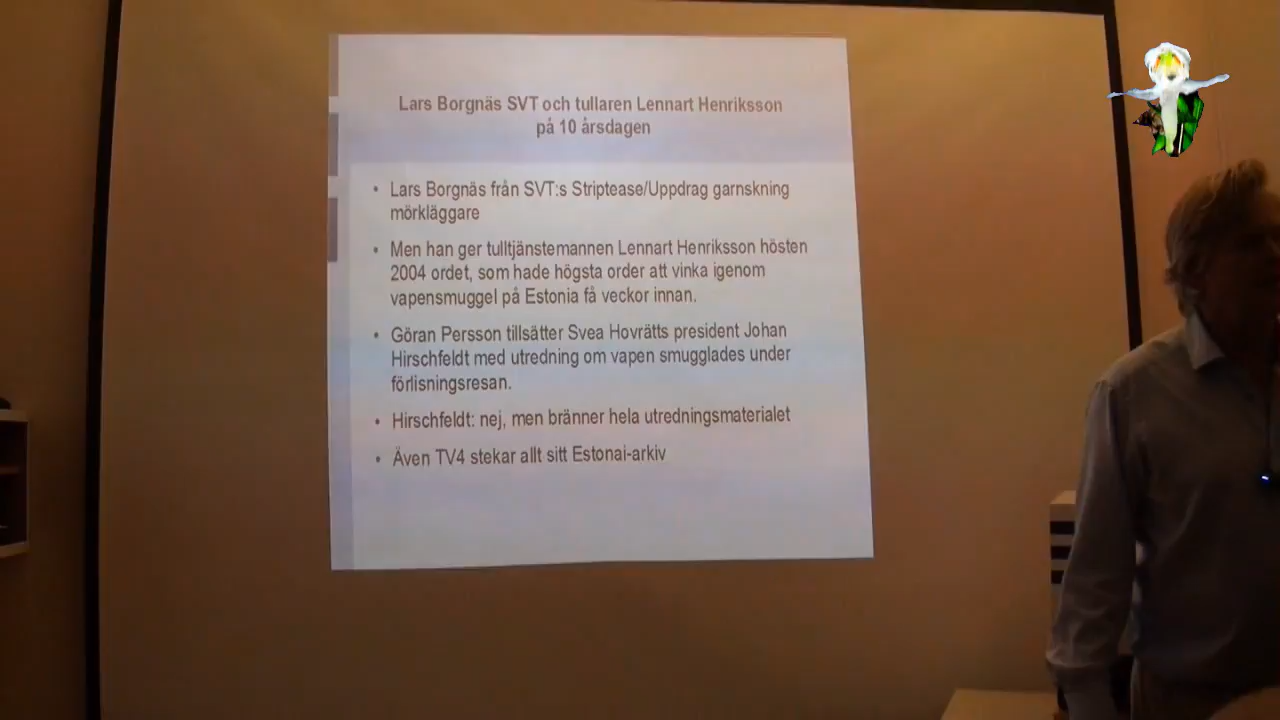 Lars Borgnäs SVT och tullaren Lennart Henriksson
på 10 årsdagen
• Lars Borgnäs från SVT:s Striptease/Uppdrag garnskning
mörkläggare
• Men han ger tulltjänstemannen Lennart Henriksson hösten
2004 ordet, som hade högsta order att vinka igenom
vapensmuggel på Estonia få veckor innan.
• Göran Persson tillsätter Svea Hovrätts president Johan
Hirschfeldt med utredning om vapen smugglades under
förlisningsresan.
• Hirschfeldt: nej, men bränner hela utredningsmaterialet
• Även TV4 stekar allt sitt Estonai-arkiv